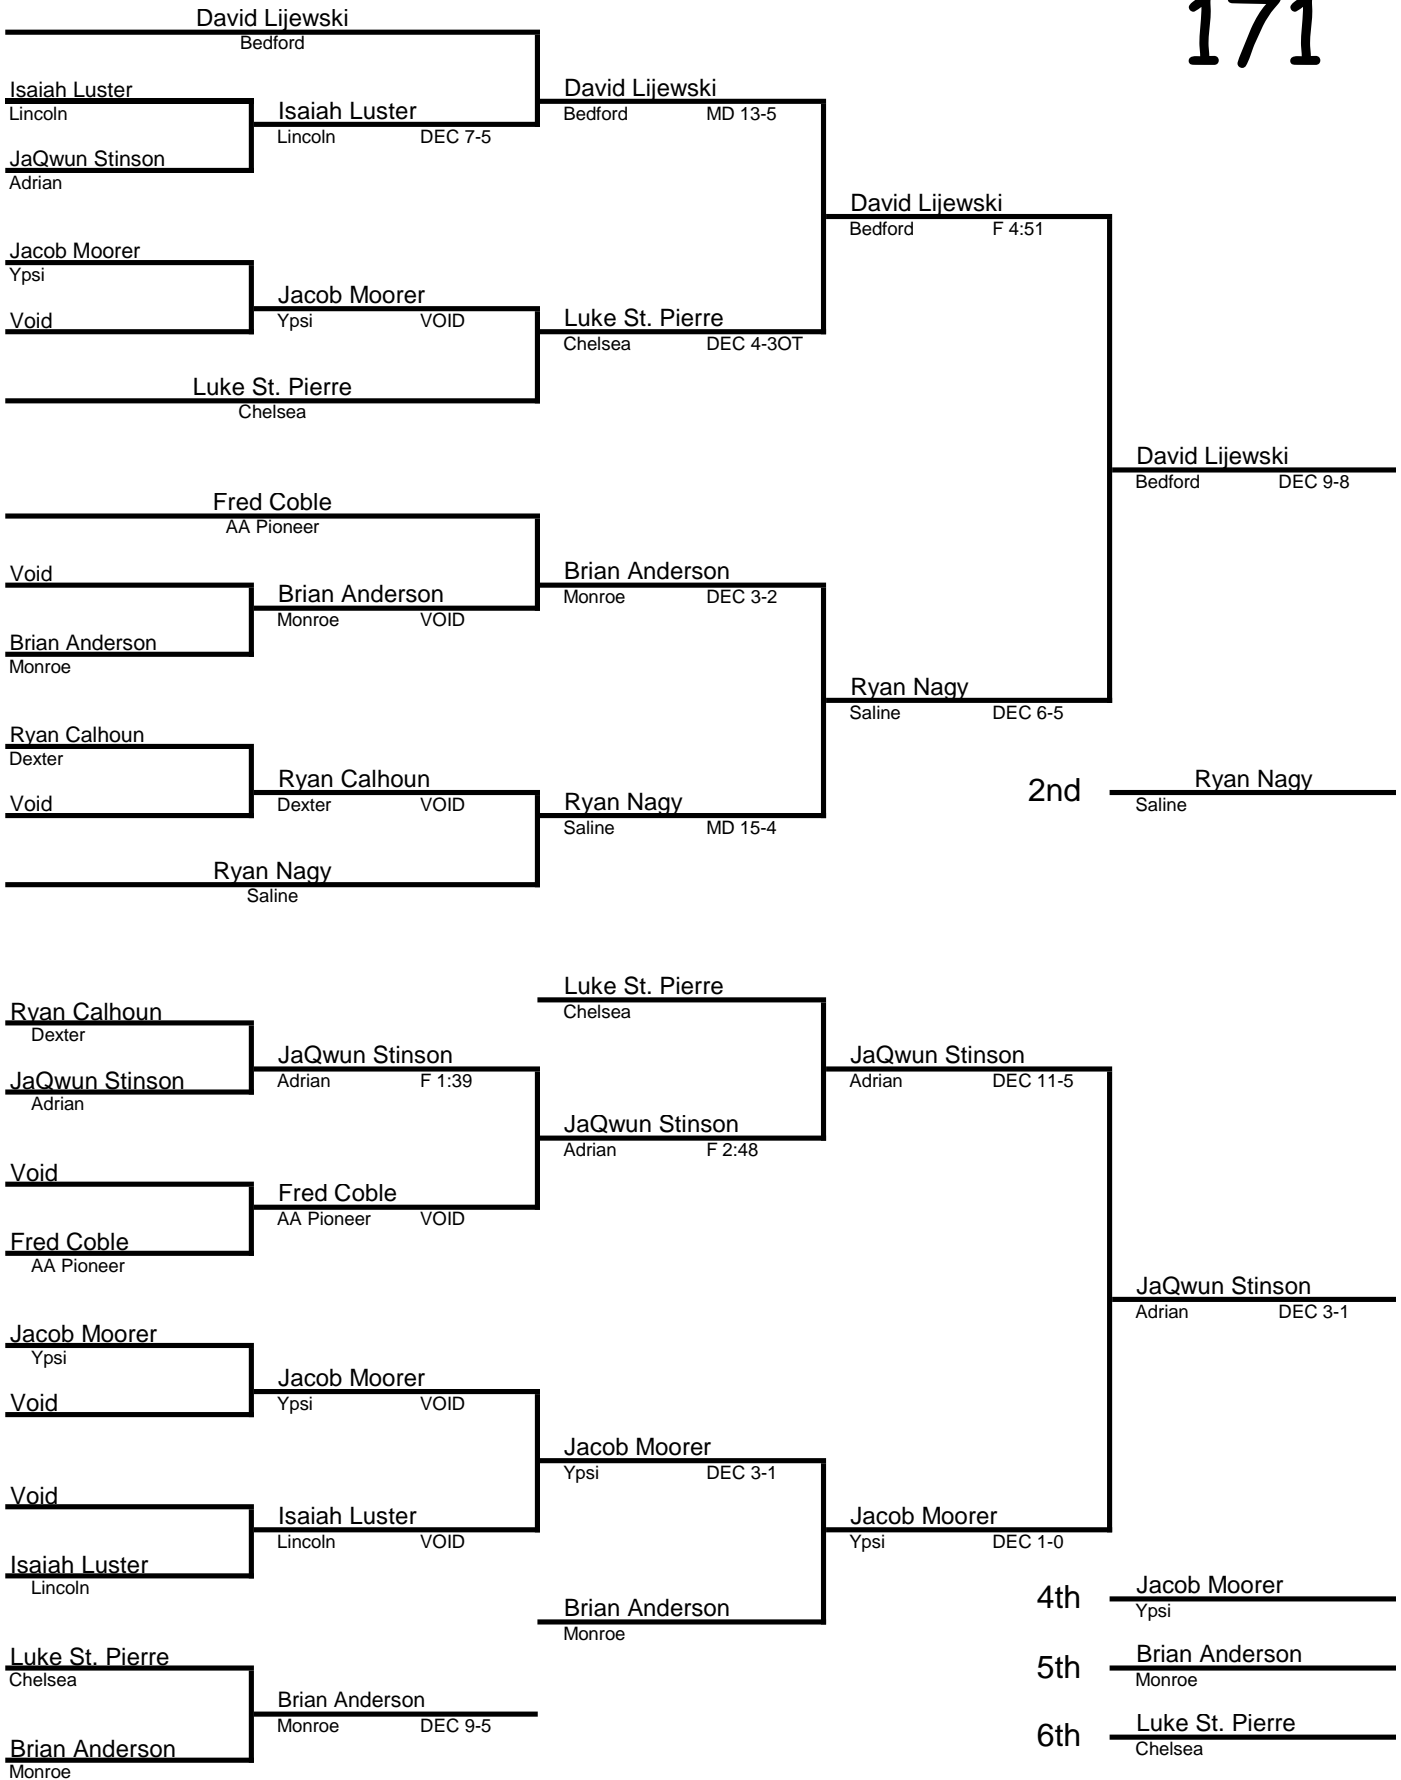 171
David Lijewski
Bedford
Isaiah Luster
Lincoln
JaQwun Stinson
Adrian
Isaiah Luster
Lincoln DEC 7-5
David Lijewski
Bedford MD 13-5
Jacob Moorer
Ypsi
Void
Jacob Moorer
Ypsi VOID
Luke St. Pierre
Chelsea
Luke St. Pierre
Chelsea DEC 4-3OT
David Lijewski
Bedford F 4:51
David Lijewski
Bedford DEC 9-8
Fred Coble
AA Pioneer
Void
Brian Anderson
Monroe
Brian Anderson
Monroe VOID
Brian Anderson
Monroe DEC 3-2
Ryan Calhoun
Dexter
Void
Ryan Calhoun
Dexter VOID
Ryan Nagy
Saline
Ryan Nagy
Saline MD 15-4
Ryan Nagy
Saline DEC 6-5
2nd Ryan Nagy
Saline
Ryan Calhoun
Dexter
JaQwun Stinson
Adrian
JaQwun Stinson
Adrian F 1:39
Void
Fred Coble
AA Pioneer
Fred Coble
AA Pioneer VOID
Luke St. Pierre
Chelsea
JaQwun Stinson
Adrian F 2:48
JaQwun Stinson
Adrian DEC 11-5
JaQwun Stinson
Adrian DEC 3-1
Jacob Moorer
Ypsi
Void
Jacob Moorer
Ypsi VOID
Void
Isaiah Luster
Lincoln
Isaiah Luster
Lincoln VOID
Jacob Moorer
Ypsi DEC 3-1
Brian Anderson
Monroe
Jacob Moorer
Ypsi DEC 1-0
Luke St. Pierre
Chelsea
Brian Anderson
Monroe
Brian Anderson
Monroe DEC 9-5
4th Jacob Moorer
Ypsi
5th Brian Anderson
Monroe
6th Luke St. Pierre
Chelsea